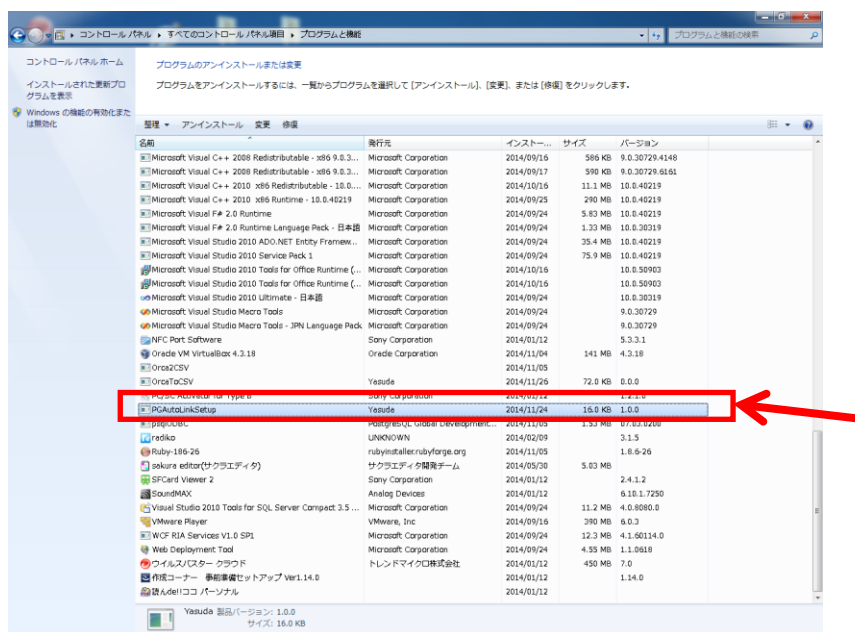 コントロール パネル ▸ すべてのコントロール パネル項目 ▸ プログラムと機能
プログラムと機能の検索
コントロール パネル ホーム
インストールされた更新プログラムを表示
Windows の機能の有効化または無効化
プログラムのアンインストールまたは変更
プログラムをアンインストールするには、一覧からプログラムを選択して [アンインストール]、[変更]、または [修復] をクリックします。
整理 アンインストール 変更 修復
名前 発行元 インストー... サイズ バージョン
Microsoft Visual C++ 2008 Redistributable - x86 9.0.3... Microsoft Corporation 2014/09/16 586 KB 9.0.30729.4148
Microsoft Visual C++ 2008 Redistributable - x86 9.0.3... Microsoft Corporation 2014/09/17 590 KB 9.0.30729.6161
Microsoft Visual C++ 2010 x86 Redistributable - 10.0.... Microsoft Corporation 2014/10/16 11.1 MB 10.0.40219
Microsoft Visual C++ 2010 x86 Runtime - 10.0.40219 Microsoft Corporation 2014/09/25 290 MB 10.0.40219
Microsoft Visual F# 2.0 Runtime Microsoft Corporation 2014/09/24 5.83 MB 10.0.40219
Microsoft Visual F# 2.0 Runtime Language Pack - 日本語 Microsoft Corporation 2014/09/24 1.33 MB 10.0.30319
Microsoft Visual Studio 2010 ADO.NET Entity Framew... Microsoft Corporation 2014/09/24 35.4 MB 10.0.40219
Microsoft Visual Studio 2010 Service Pack 1 Microsoft Corporation 2014/09/24 75.9 MB 10.0.40219
Microsoft Visual Studio 2010 Tools for Office Runtime (... Microsoft Corporation 2014/10/16 10.0.50903
Microsoft Visual Studio 2010 Tools for Office Runtime (... Microsoft Corporation 2014/10/16 10.0.50903
Microsoft Visual Studio 2010 Ultimate - 日本語 Microsoft Corporation 2014/09/24 10.0.30319
Microsoft Visual Studio Macro Tools Microsoft Corporation 2014/09/24 9.0.30729
Microsoft Visual Studio Macro Tools - JPN Language Pack Microsoft Corporation 2014/09/24 9.0.30729
NFC Port Software Sony Corporation 2014/01/12 5.3.3.1
Oracle VM VirtualBox 4.3.18 Oracle Corporation 2014/11/04 141 MB 4.3.18
Orca2CSV 2014/11/05
OrcaToCSV Yasuda 2014/11/26 72.0 KB 0.0.0
PC/SC Activator for Type B Sony Corporation 2014/01/12 1.2.1.0
PGAutoLinkSetup Yasuda 2014/11/24 16.0 KB 1.0.0
psqlODBC PostgreSQL Global Development... 2014/11/05 1.53 MB 07.03.0200
radiko UNKNOWN 2014/02/09 3.1.5
Ruby-186-26 rubyinstaller.rubyforge.org 2014/11/05 1.8.6-26
sakura editor(サクラエディタ) サクラエディタ開発チーム 2014/05/30 5.03 MB
SFCard Viewer 2 Sony Corporation 2014/01/12 2.4.1.2
SoundMAX Analog Devices 2014/01/12 6.10.1.7250
Visual Studio 2010 Tools for SQL Server Compact 3.5 ... Microsoft Corporation 2014/09/24 11.2 MB 4.0.8080.0
VMware Player VMware, Inc 2014/09/16 390 MB 6.0.3
WCF RIA Services V1.0 SP1 Microsoft Corporation 2014/09/24 12.3 MB 4.1.60114.0
Web Deployment Tool Microsoft Corporation 2014/09/24 4.55 MB 1.1.0618
ウイルスバスター クラウド トレンドマイクロ株式会社 2014/01/12 450 MB 7.0
作成コーナー 事前準備セットアップ Ver1.14.0 2014/01/12 1.14.0
読んde!!ココ パーソナル 2014/01/12
Yasuda 製品バージョン: 1.0.0
サイズ: 16.0 KB